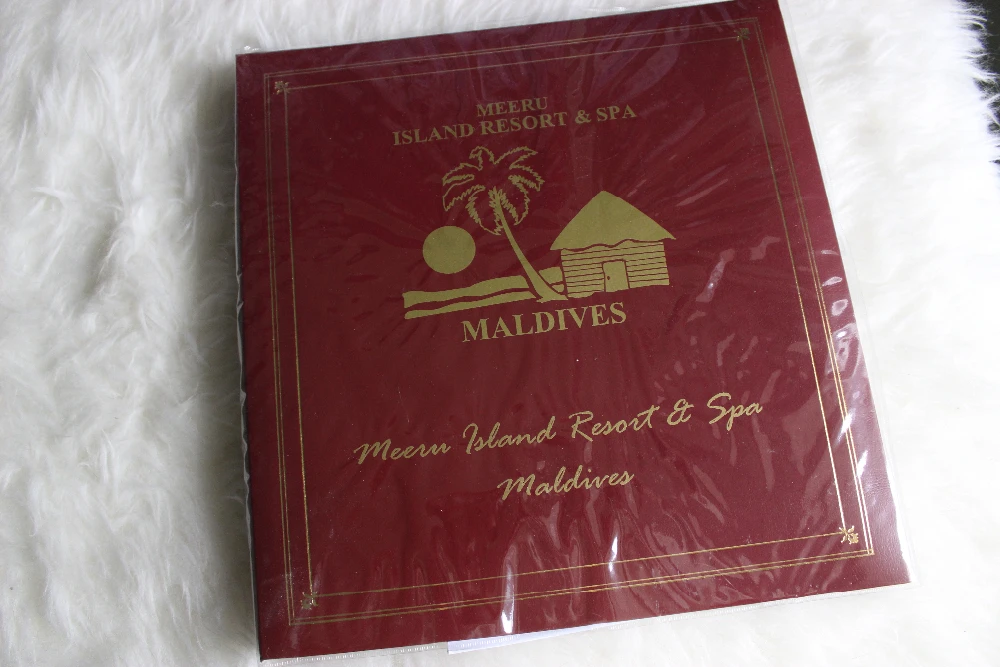 MEERU
ISLAND RESORT & SPA
MALDIVES
Meeru Island Resort & Spa
Maldives